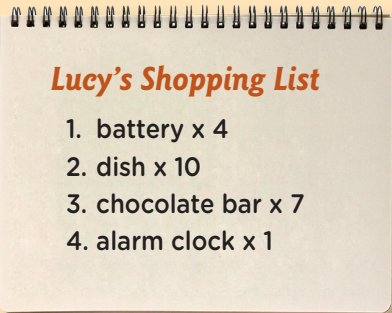 Lucy's Shopping List
1. battery x 4
2. dish x 10
3. chocolate bar x 7
4. alarm clock x 1